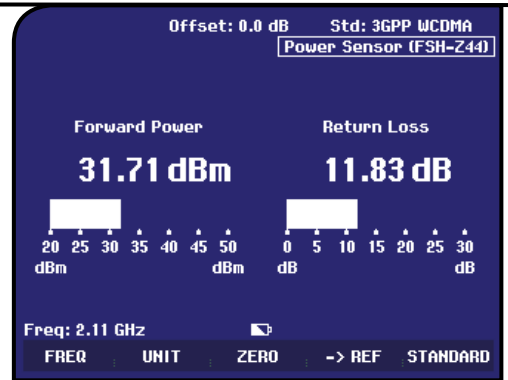 Offset: 0.0 dB Std: 3GPP WCDMA
Power Sensor (FSH-Z44)
Forward Power Return Loss
31.71 dBm 11.83 dB
20 25 30 35 40 45 50 0 5 10 15 20 25 30
dBm dBm dB dB
Freq: 2.11 GHz
FREQ UNIT ZERO -> REF STANDARD